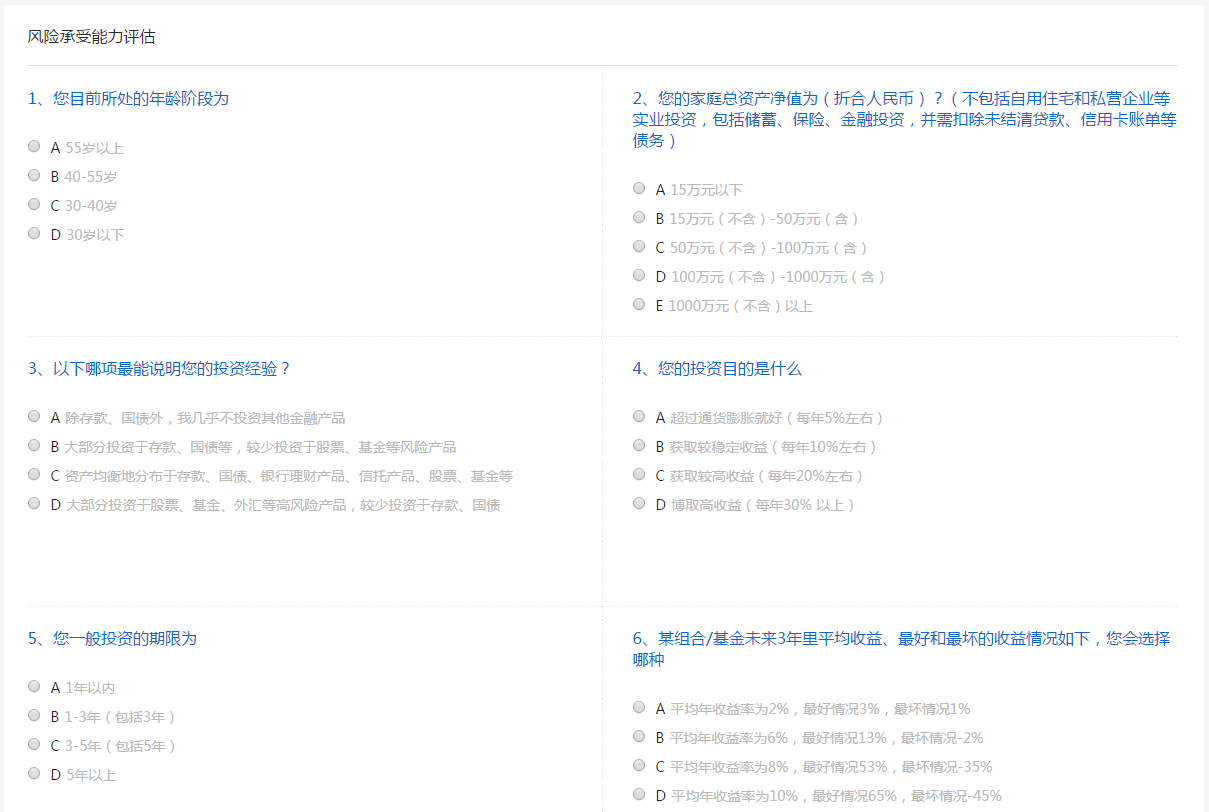 风险承受能力评估
1、您目前所处的年龄阶段为
A 55岁以上
B 40-55岁
C 30-40岁
D 30岁以下
2、您的家庭总资产净值为（折合人民币）？（不包括自用住宅和私营企业等
实业投资，包括储蓄、保险、金融投资，并需扣除未结清贷款、信用卡账单等
债务）
A 15万元以下
B 15万元（不含）-50万元（含）
C 50万元（不含）-100万元（含）
D 100万元（不含）-1000万元（含）
E 1000万元（不含）以上
3、以下哪项最能说明您的投资经验？
A 除存款、国债外，我几乎不投资其他金融产品
B 大部分投资于存款、国债等，较少投资于股票、基金等风险产品
C 资产均衡地分布于存款、国债、银行理财产品、信托产品、股票、基金等
D 大部分投资于股票、基金、外汇等高风险产品，较少投资于存款、国债
4、您的投资目的是什么
A 超过通货膨胀就好（每年5%左右）
B 获取较稳定收益（每年10%左右）
C 获取较高收益（每年20%左右）
D 博取高收益（每年30% 以上）
5、您一般投资的期限为
A 1年以内
B 1-3年（包括3年）
C 3-5年（包括5年）
D 5年以上
6、某组合/基金未来3年里平均收益、最好和最坏的收益情况如下，您会选择
哪种
A 平均年收益率为2%，最好情况3%，最坏情况1%
B 平均年收益率为6%，最好情况13%，最坏情况-2%
C 平均年收益率为8%，最好情况53%，最坏情况-35%
D 平均年收益率为10%，最好情况65%，最坏情况-45%